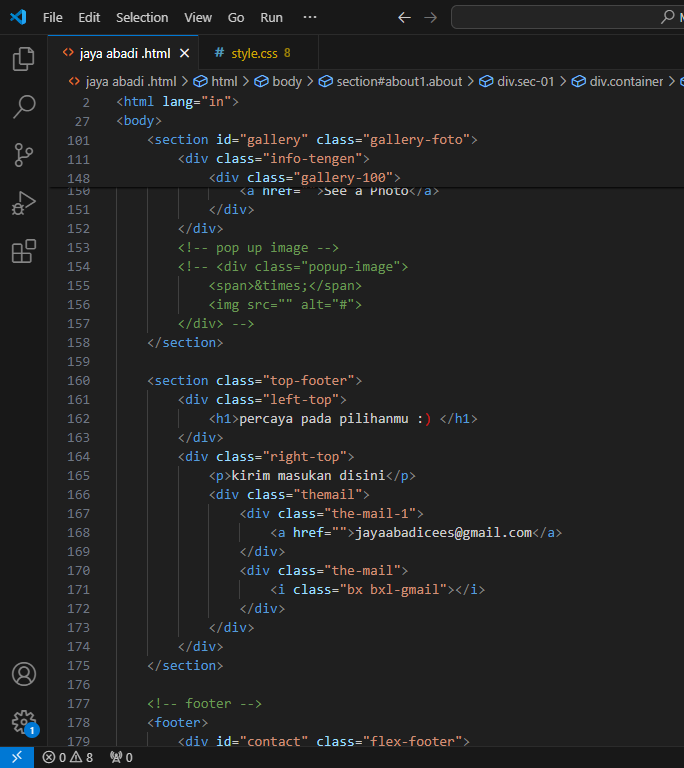 File Edit Selection View Go Run ···
jaya abadi .html × # style.css 8
jaya abadi .html > html > body > section#about1.about > div.sec-01 > div.container >
2 <html lang="in">
27 <body>
101 <section id="gallery" class="gallery-foto">
111 <div class="info-tengen">
148 <div class="gallery-100">
150 <a href="">See a Photo</a>
151 </div>
152 </div>
153 <!-- pop up image -->
154 <!-- <div class="popup-image">
155 <span>&times;</span>
156 <img src="" alt="#">
157 </div> -->
158 </section>
159
160 <section class="top-footer">
161 <div class="left-top">
162 <h1>percaya pada pilihanmu :) </h1>
163 </div>
164 <div class="right-top">
165 <p>kirim masukan disini</p>
166 <div class="themail">
167 <div class="the-mail-1">
168 <a href="">jayaabadicees@gmail.com</a>
169 </div>
170 <div class="the-mail">
171 <i class="bx bxl-gmail"></i>
172 </div>
173 </div>
174 </div>
175 </section>
176
177 <!-- footer -->
178 <footer>
179 <div id="contact" class="flex-footer">
1
0 8 0